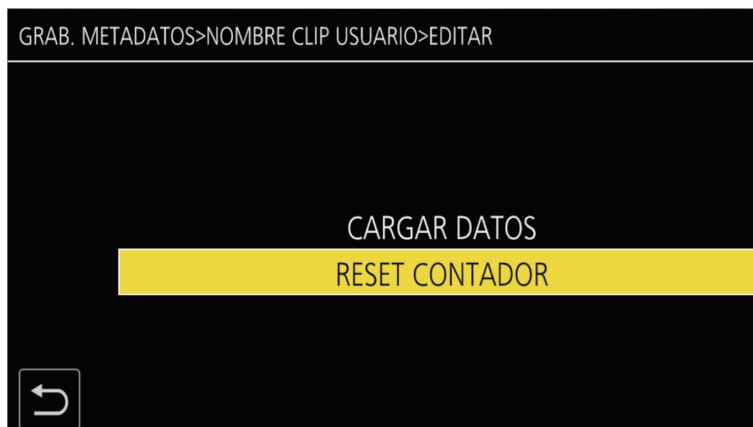 GRAB. METADATOS>NOMBRE CLIP USUARIO>EDITAR
CARGAR DATOS
RESET CONTADOR